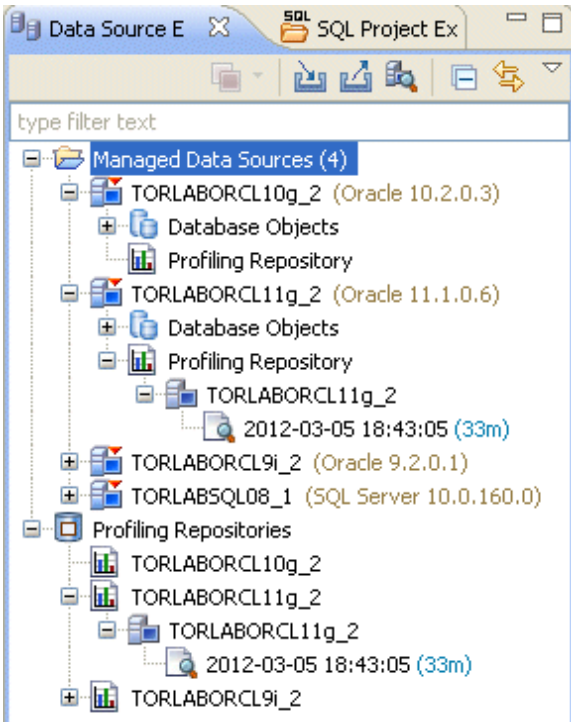 Data Source E SQL SQL Project Ex
type filter text
Managed Data Sources (4)
TORLABORCL10g_2 (Oracle 10.2.0.3)
Database Objects
Profiling Repository
TORLABORCL11g_2 (Oracle 11.1.0.6)
Database Objects
Profiling Repository
TORLABORCL11g_2
2012-03-05 18:43:05 (33m)
TORLABORCL9i_2 (Oracle 9.2.0.1)
TORLABSQL08_1 (SQL Server 10.0.160.0)
Profiling Repositories
TORLABORCL10g_2
TORLABORCL11g_2
TORLABORCL11g_2
2012-03-05 18:43:05 (33m)
TORLABORCL9i_2